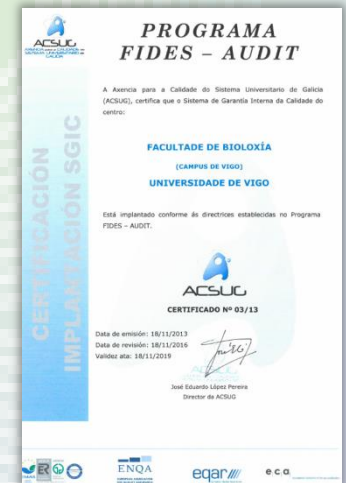 PROGRAMA
FIDES – AUDIT
ACSUG
A Axencia para a Calidade do Sistema Universitario de Galicia
(ACSUG), certifica que o Sistema de Garantía Interna da Calidade do
centro:
FACULTADE DE BIOLOXÍA
(CAMPUS DE VIGO)
UNIVERSIDADE DE VIGO
Está implantado conforme ás directrices establecidas no Programa
FIDES – AUDIT.
CERTIFICACIÓN
IMPLANTACIÓN SGIC
ACSUG
CERTIFICADO Nº 03/13
Data de emisión: 18/11/2013
Data de revisión: 18/11/2016
Validez ata: 18/11/2019
José Eduardo López Pereira
Director da ACSUG
ER
ENQA
eqar
e.c.a.